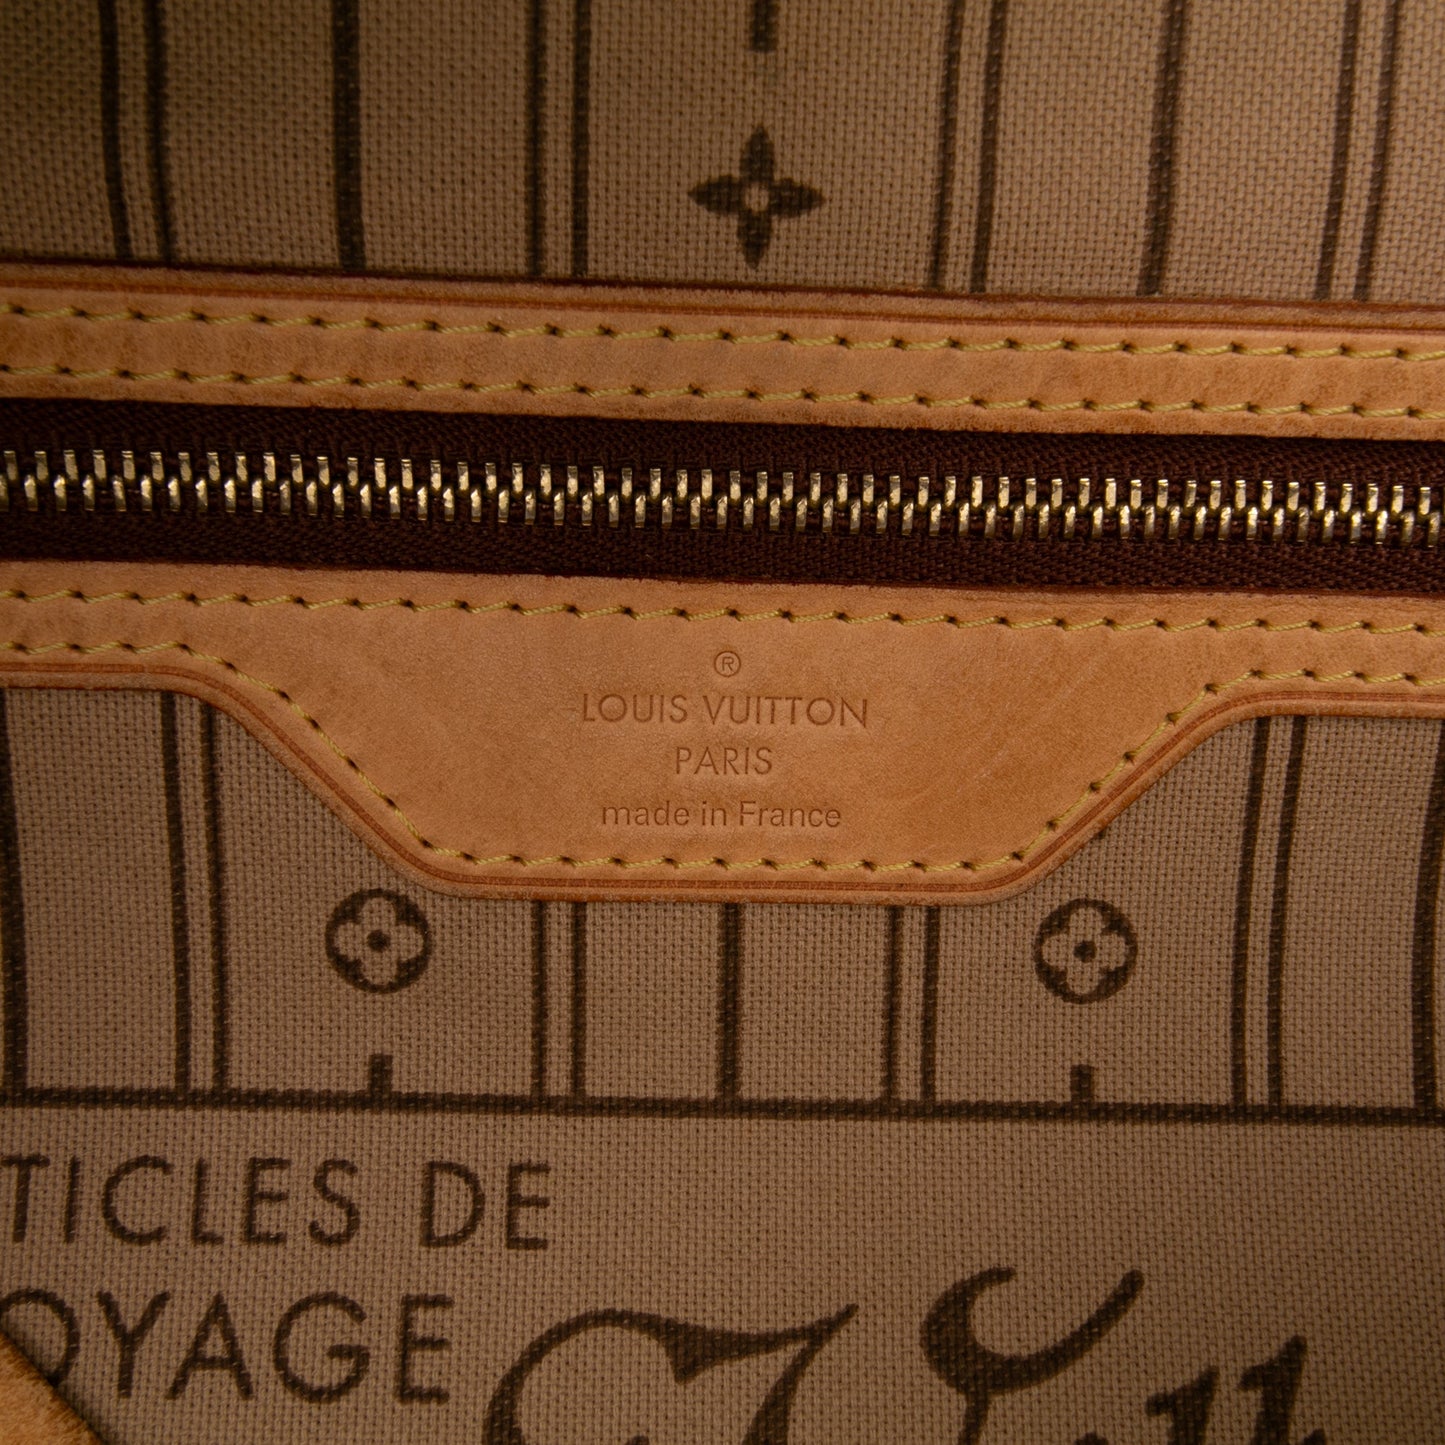 ®
LOUIS VUITTON
PARIS
made in France
TICLES DE
OYAGE